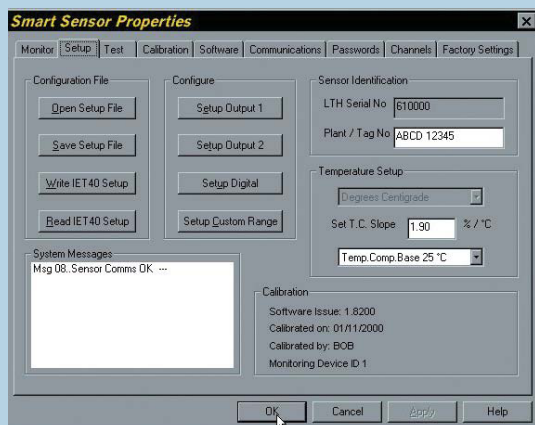 Smart Sensor Properties
Monitor Setup Test Calibration Software Communications Passwords Channels Factory Settings
Configuration File
Open Setup File
Save Setup File
Write IET40 Setup
Read IET40 Setup
Configure
Setup Output 1
Setup Output 2
Setup Digital
Setup Custom Range
Sensor Identification
LTH Serial No 610000
Plant / Tag No ABCD 12345
Temperature Setup
Degrees Centigrade
Set T.C. Slope 1.90 % / °C
Temp.Comp.Base 25 °C
System Messages
Msg 08..Sensor Comms OK ---
Calibration
Software Issue: 1.8200
Calibrated on: 01/11/2000
Calibrated by: BOB
Monitoring Device ID 1
OK Cancel Apply Help